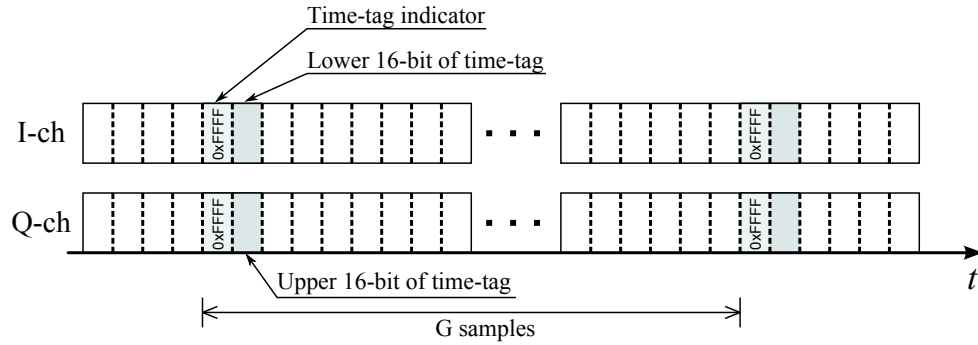 Time-tag indicator
Lower 16-bit of time-tag
I-ch
0xFFFF
0xFFFF
Q-ch
0xFFFF
0xFFFF
t
Upper 16-bit of time-tag
G samples